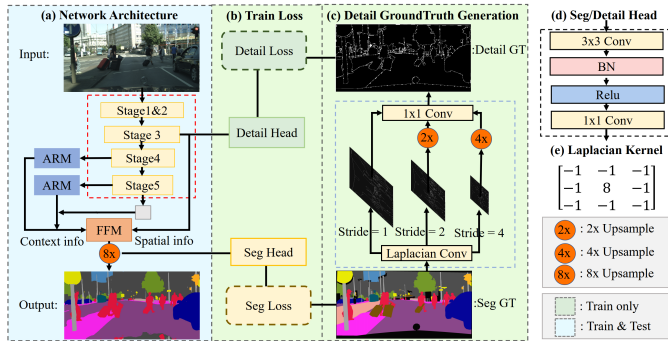 (a) Network Architecture
Input:
Stage1&2
Stage 3
ARM
Stage4
ARM
Stage5
Context info
FFM
Spatial info
8x
Output:
(b) Train Loss
Detail Loss
Detail Head
Seg Head
Seg Loss
(c) Detail GroundTruth Generation
:Detail GT
1x1 Conv
2x
4x
Stride = 1
Stride = 2
Stride = 4
Laplacian Conv
:Seg GT
(d) Seg/Detail Head
3x3 Conv
BN
Relu
1x1 Conv
(e) Laplacian Kernel
−1 −1 −1
−1 8 −1
−1 −1 −1
2x : 2x Upsample
4x : 4x Upsample
8x : 8x Upsample
: Train only
: Train & Test